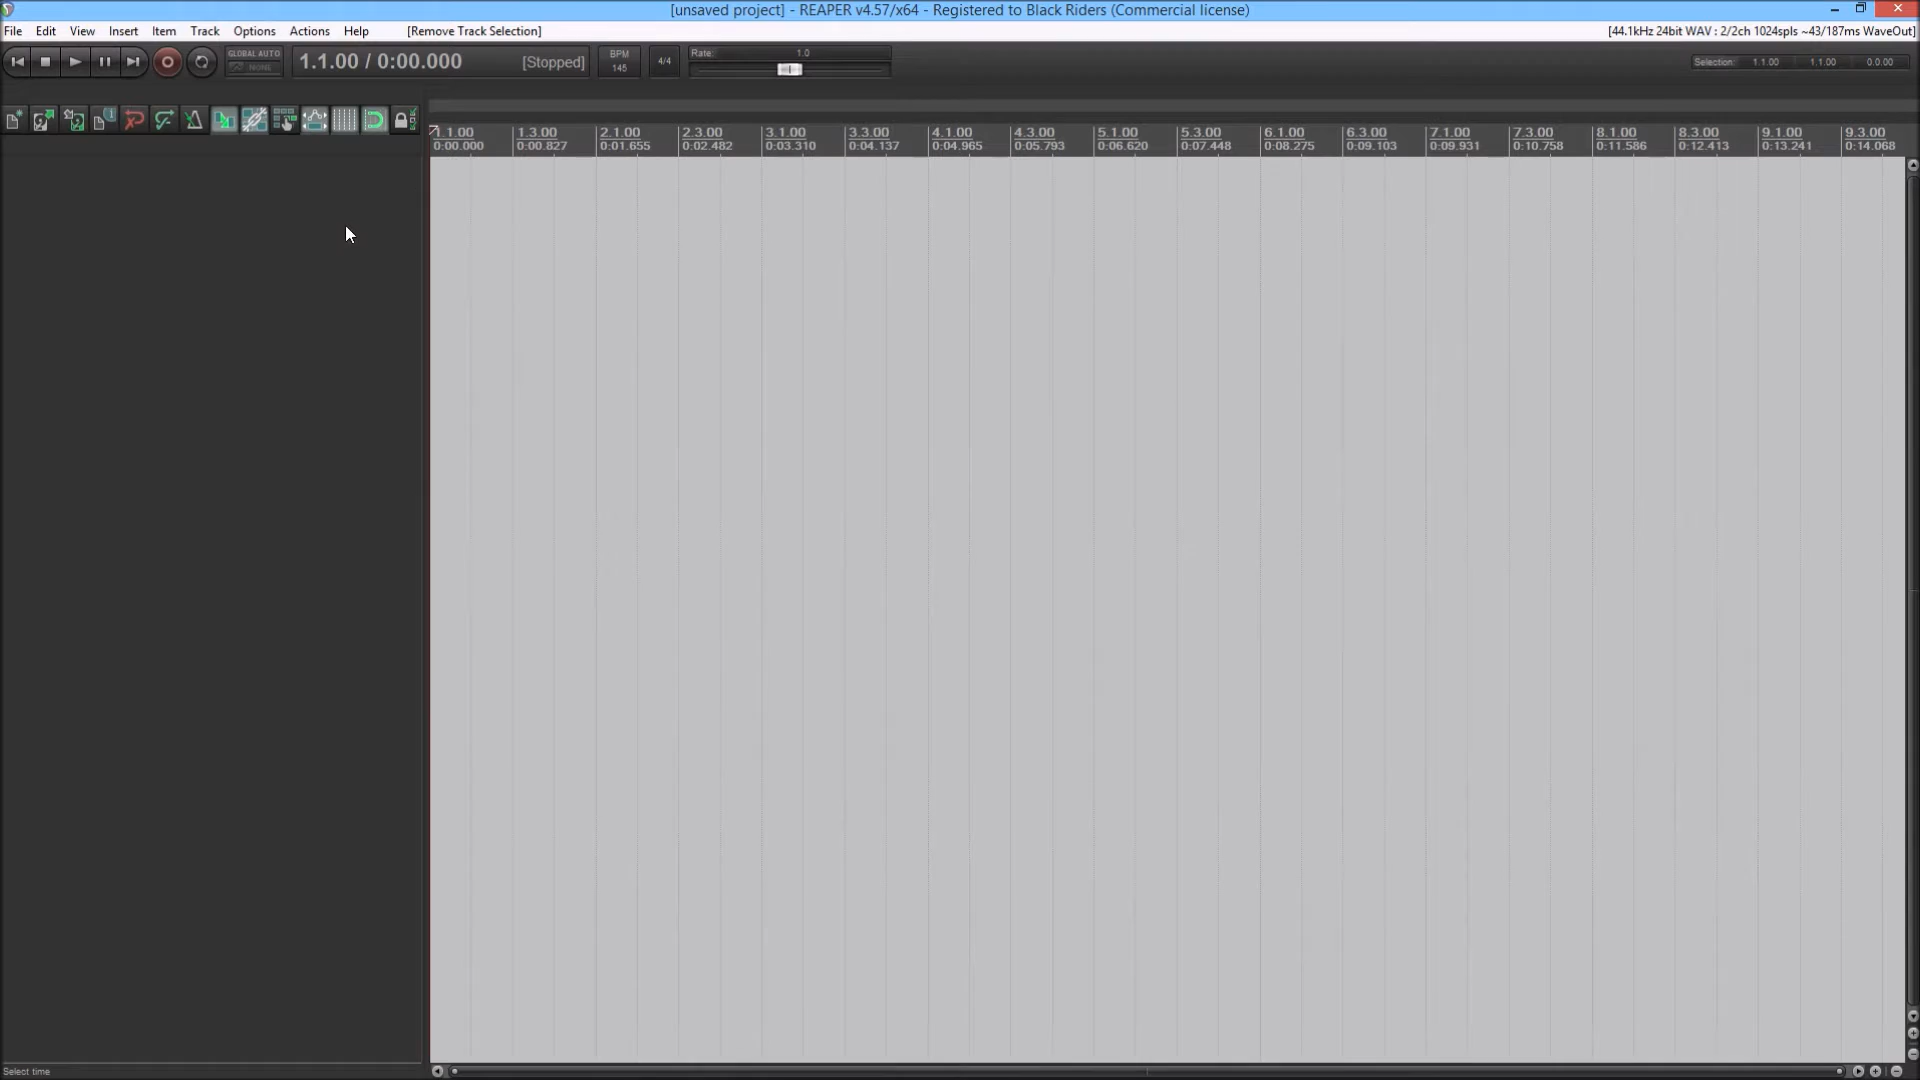 [unsaved project] - REAPER v4.57/x64 - Registered to Black Riders (Commercial license)
File Edit View Insert Item Track Options Actions Help [Remove Track Selection] [44.1kHz 24bit WAV : 2/2ch 1024spls ~43/187ms WaveOut]
GLOBAL AUTO
NONE
1.1.00 / 0:00.000 [Stopped]
BPM
145
4/4
Rate: 1.0
Selection: 1.1.00 1.1.00 0.0.00
1.1.00 1.3.00 2.1.00 2.3.00 3.1.00 3.3.00 4.1.00 4.3.00 5.1.00 5.3.00 6.1.00 6.3.00 7.1.00 7.3.00 8.1.00 8.3.00 9.1.00 9.3.00
0:00.000 0:00.827 0:01.655 0:02.482 0:03.310 0:04.137 0:04.965 0:05.793 0:06.620 0:07.448 0:08.275 0:09.103 0:09.931 0:10.758 0:11.586 0:12.413 0:13.241 0:14.068
Select time